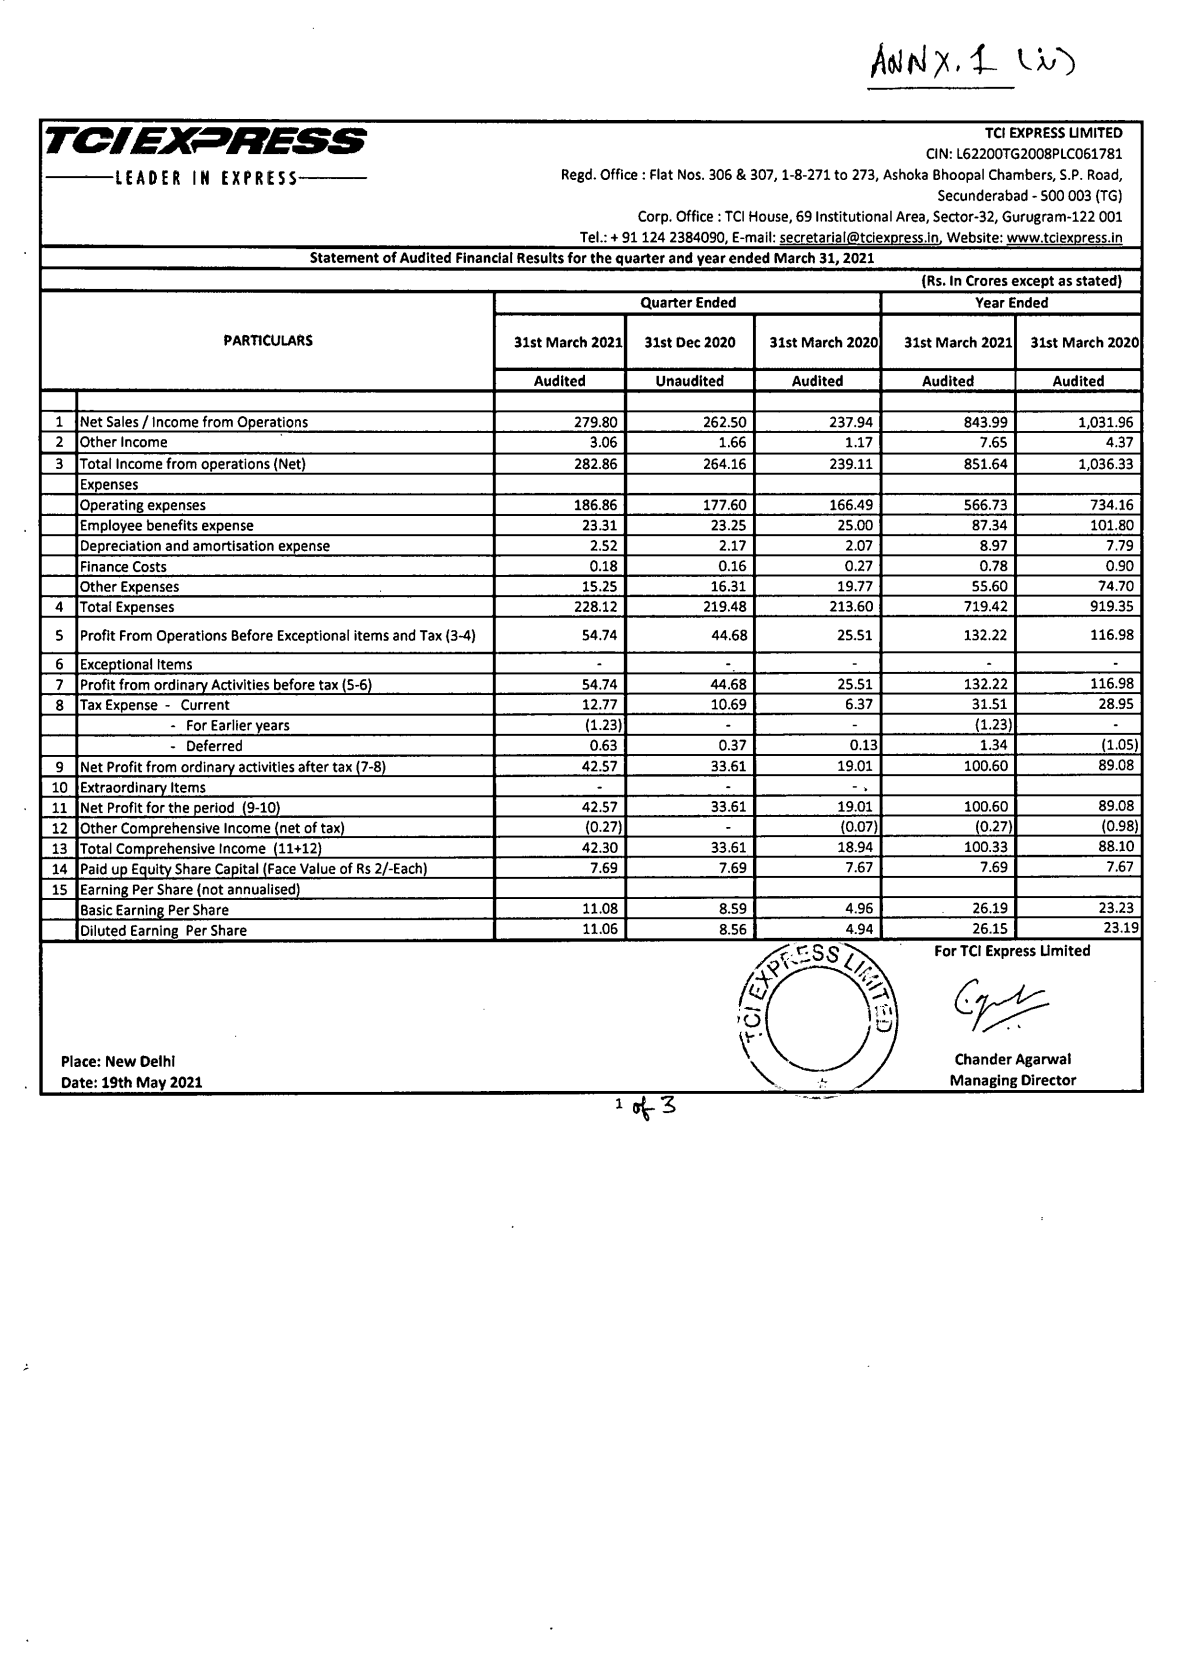 ANNX. 1 (i)
TCIEXPRESS
LEADER IN EXPRESS
TCI EXPRESS LIMITED
CIN: L62200TG2008PLC061781
Regd. Office : Flat Nos. 306 & 307, 1-8-271 to 273, Ashoka Bhoopal Chambers, S.P. Road,
Secunderabad - 500 003 (TG)
Corp. Office : TCI House, 69 Institutional Area, Sector-32, Gurugram-122 001
Tel.: + 91 124 2384090, E-mail: secretarial@tciexpress.in, Website: www.tciexpress.in
Statement of Audited Financial Results for the quarter and year ended March 31, 2021
(Rs. In Crores except as stated)
PARTICULARS Quarter Ended Year Ended
31st March 2021 31st Dec 2020 31st March 2020 31st March 2021 31st March 2020
Audited Unaudited Audited Audited Audited
1 Net Sales / Income from Operations 279.80 262.50 237.94 843.99 1,031.96
2 Other Income 3.06 1.66 1.17 7.65 4.37
3 Total Income from operations (Net) 282.86 264.16 239.11 851.64 1,036.33
Expenses
Operating expenses 186.86 177.60 166.49 566.73 734.16
Employee benefits expense 23.31 23.25 25.00 87.34 101.80
Depreciation and amortisation expense 2.52 2.17 2.07 8.97 7.79
Finance Costs 0.18 0.16 0.27 0.78 0.90
Other Expenses 15.25 16.31 19.77 55.60 74.70
4 Total Expenses 228.12 219.48 213.60 719.42 919.35
5 Profit From Operations Before Exceptional items and Tax (3-4) 54.74 44.68 25.51 132.22 116.98
6 Exceptional Items - - - - -
7 Profit from ordinary Activities before tax (5-6) 54.74 44.68 25.51 132.22 116.98
8 Tax Expense - Current 12.77 10.69 6.37 31.51 28.95
- For Earlier years (1.23) - - (1.23) -
- Deferred 0.63 0.37 0.13 1.34 (1.05)
9 Net Profit from ordinary activities after tax (7-8) 42.57 33.61 19.01 100.60 89.08
10 Extraordinary Items - - -
11 Net Profit for the period (9-10) 42.57 33.61 19.01 100.60 89.08
12 Other Comprehensive Income (net of tax) (0.27) - (0.07) (0.27) (0.98)
13 Total Comprehensive Income (11+12) 42.30 33.61 18.94 100.33 88.10
14 Paid up Equity Share Capital (Face Value of Rs 2/-Each) 7.69 7.69 7.67 7.69 7.67
15 Earning Per Share (not annualised)
Basic Earning Per Share 11.08 8.59 4.96 26.19 23.23
Diluted Earning Per Share 11.06 8.56 4.94 26.15 23.19
For TCI Express Limited
TCI EXPRESS LIMITED
Place: New Delhi Chander Agarwal
Date: 19th May 2021 Managing Director
1 of 3